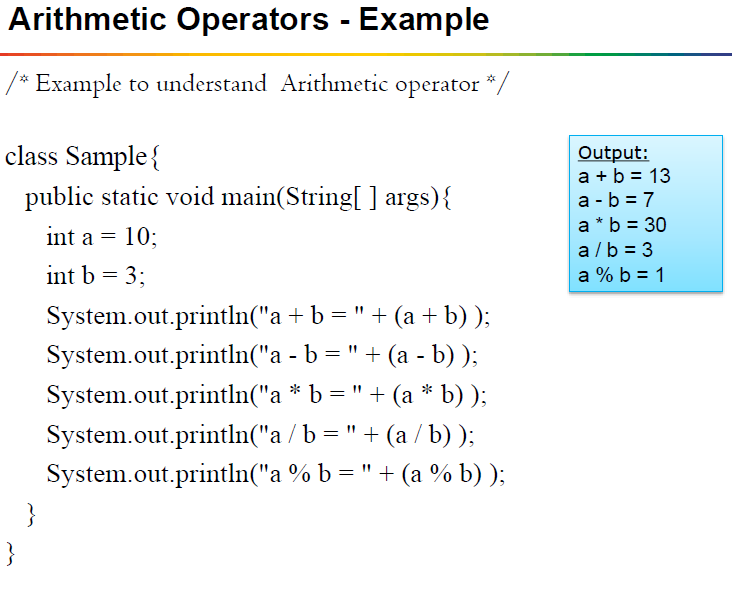 Arithmetic Operators - Example
/* Example to understand  Arithmetic operator */
class Sample{
public static void main(String[ ] args){
int a = 10;
int b = 3;
System.out.println("a + b = " + (a + b) );
System.out.println("a - b = " + (a - b) );
System.out.println("a * b = " + (a * b) );
System.out.println("a / b = " + (a / b) );
System.out.println("a % b = " + (a % b) );
}
}
Output:
a + b = 13
a - b = 7
a * b = 30
a / b = 3
a % b = 1